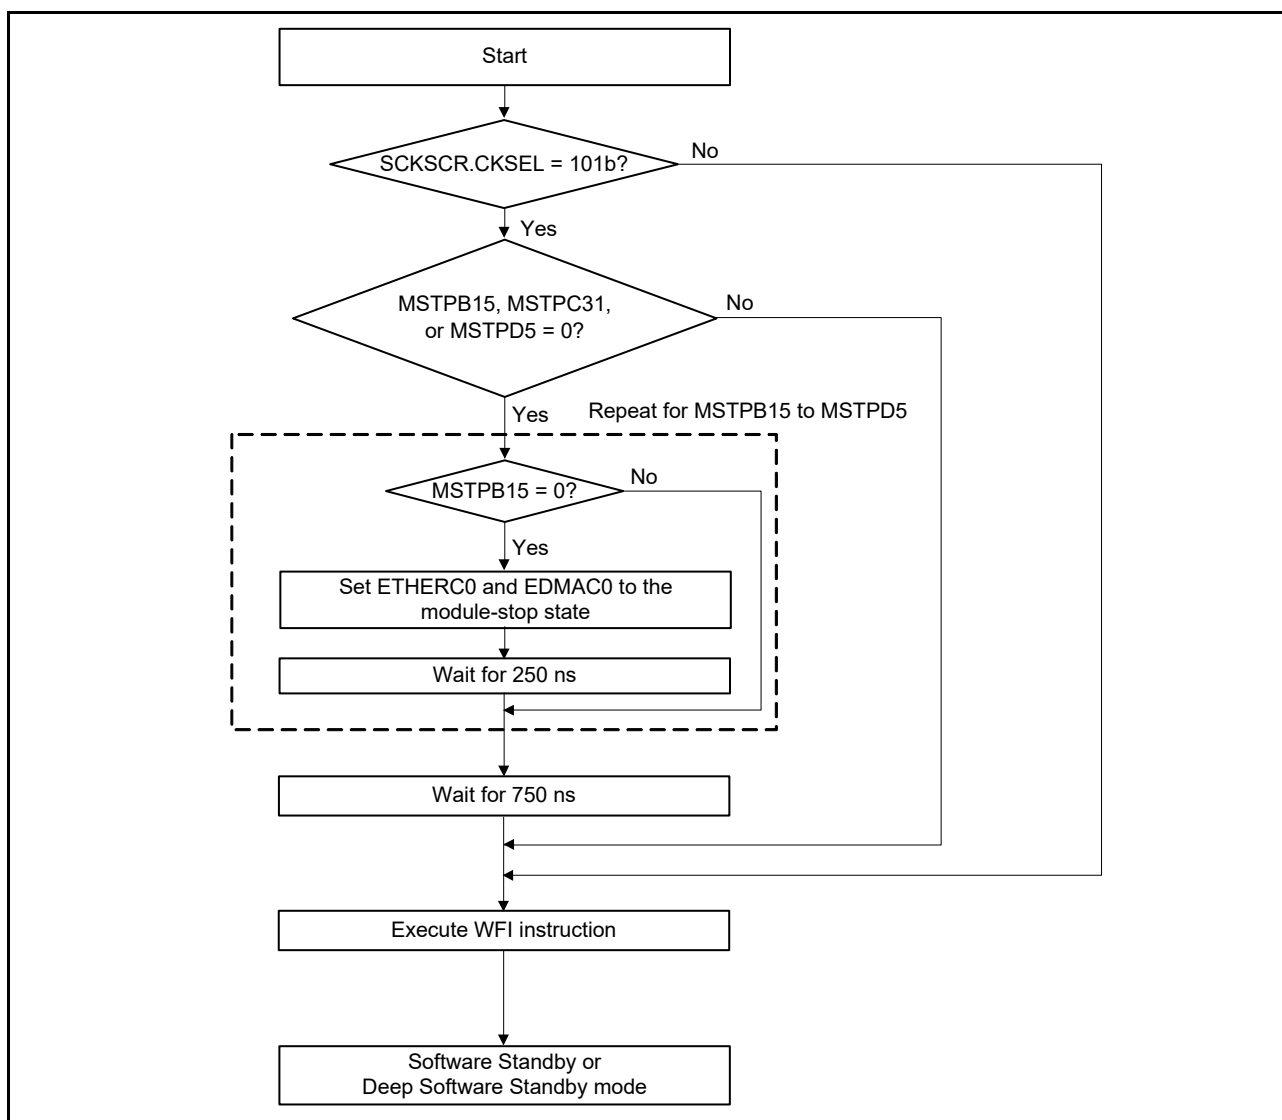 Start
SCKSCR.CKSEL = 101b?
No
Yes
MSTPB15, MSTPC31,
or MSTPD5 = 0?
No
Yes
Repeat for MSTPB15 to MSTPD5
MSTPB15 = 0?
No
Yes
Set ETHERC0 and EDMAC0 to the
module-stop state
Wait for 250 ns
Wait for 750 ns
Execute WFI instruction
Software Standby or
Deep Software Standby mode